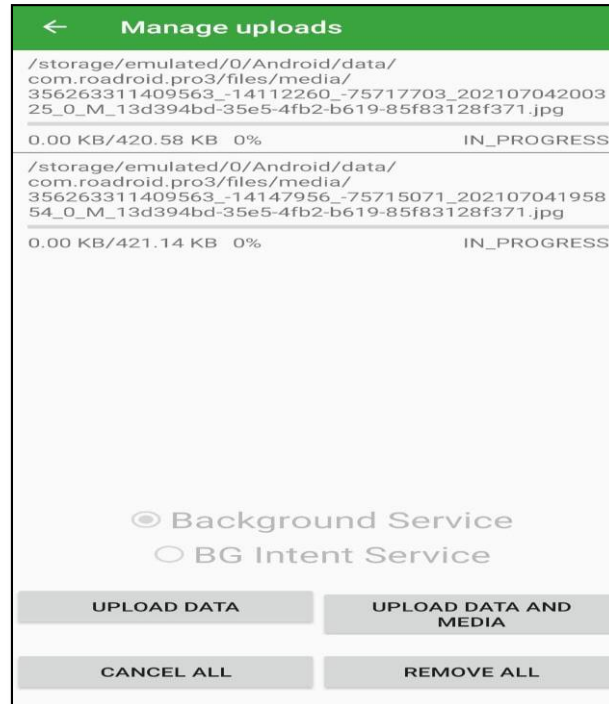 Manage uploads
/storage/emulated/0/Android/data/
com.roadroid.pro3/files/media/
356263311409563_-14112260_-75717703_202107042003
25_0_M_13d394bd-35e5-4fb2-b619-85f83128f371.jpg
0.00 KB/420.58 KB 0% IN_PROGRESS
/storage/emulated/0/Android/data/
com.roadroid.pro3/files/media/
356263311409563_-14147956_-75715071_202107041958
54_0_M_13d394bd-35e5-4fb2-b619-85f83128f371.jpg
0.00 KB/421.14 KB 0% IN_PROGRESS
Background Service
BG Intent Service
UPLOAD DATA
UPLOAD DATA AND
MEDIA
CANCEL ALL
REMOVE ALL